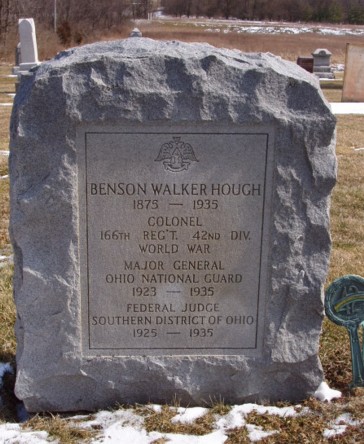 BENSON WALKER HOUGH
1875 — 1935
COLONEL
166TH REG'T. 42ND DIV.
WORLD WAR
MAJOR GENERAL
OHIO NATIONAL GUARD
1923 — 1935
FEDERAL JUDGE
SOUTHERN DISTRICT OF OHIO
1925 — 1935